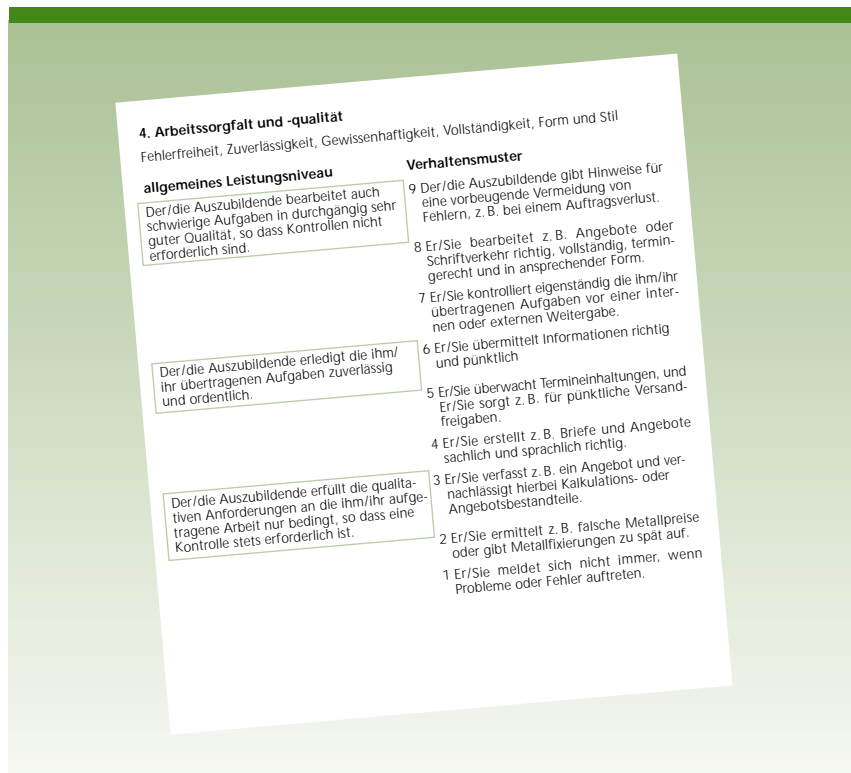 4. Arbeitssorgfalt und -qualität
Fehlerfreiheit, Zuverlässigkeit, Gewissenhaftigkeit, Vollständigkeit, Form und Stil
allgemeines Leistungsniveau
Der/die Auszubildende bearbeitet auch
schwierige Aufgaben in durchgängig sehr
guter Qualität, so dass Kontrollen nicht
erforderlich sind.
Der/die Auszubildende erledigt die ihm/
ihr übertragenen Aufgaben zuverlässig
und ordentlich.
Der/die Auszubildende erfüllt die qualita-
tiven Anforderungen an die ihm/ihr aufge-
tragene Arbeit nur bedingt, so dass eine
Kontrolle stets erforderlich ist.
Verhaltensmuster
9 Der/die Auszubildende gibt Hinweise für
eine vorbeugende Vermeidung von
Fehlern, z. B. bei einem Auftragsverlust.
8 Er/Sie bearbeitet z. B. Angebote oder
Schriftverkehr richtig, vollständig, termin-
gerecht und in ansprechender Form.
7 Er/Sie kontrolliert eigenständig die ihm/ihr
übertragenen Aufgaben vor einer inter-
nen oder externen Weitergabe.
6 Er/Sie übermittelt Informationen richtig
und pünktlich
5 Er/Sie überwacht Termineinhaltungen, und
Er/Sie sorgt z. B. für pünktliche Versand-
freigaben.
4 Er/Sie erstellt z. B. Briefe und Angebote
sachlich und sprachlich richtig.
3 Er/Sie verfasst z. B. ein Angebot und ver-
nachlässigt hierbei Kalkulations- oder
Angebotsbestandteile.
2 Er/Sie ermittelt z. B. falsche Metallpreise
oder gibt Metallfixierungen zu spät auf.
1 Er/Sie meldet sich nicht immer, wenn
Probleme oder Fehler auftreten.